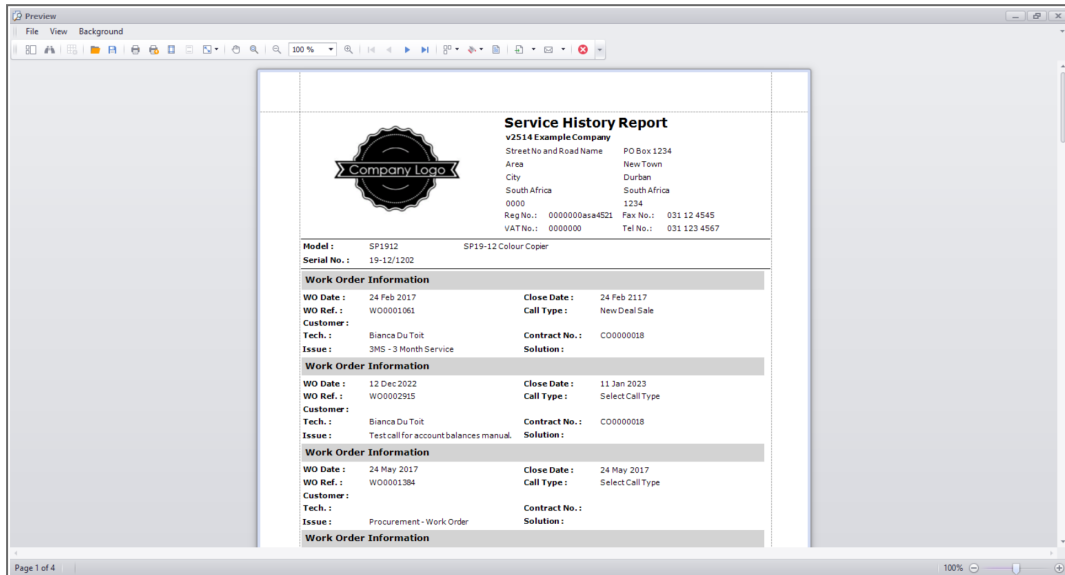 Preview
File View Background
100 %
Service History Report
v2514 Example Company
Company Logo
Street No and Road Name PO Box 1234
Area New Town
City Durban
South Africa South Africa
0000 1234
Reg No.: 0000000asa4521 Fax No.: 031 12 4545
VAT No.: 0000000 Tel No.: 031 123 4567
Model : SP1912 SP19-12 Colour Copier
Serial No. : 19-12/1202
Work Order Information
WO Date : 24 Feb 2017 Close Date : 24 Feb 2117
WO Ref. : WO0001061 Call Type : New Deal Sale
Customer :
Tech. : Bianca Du Toit Contract No. : CO0000018
Issue : 3MS - 3 Month Service Solution :
Work Order Information
WO Date : 12 Dec 2022 Close Date : 11 Jan 2023
WO Ref. : WO0002915 Call Type : Select Call Type
Customer :
Tech. : Bianca Du Toit Contract No. : CO0000018
Issue : Test call for account balances manual. Solution :
Work Order Information
WO Date : 24 May 2017 Close Date : 24 May 2017
WO Ref. : WO0001384 Call Type : Select Call Type
Customer :
Tech. : Contract No. :
Issue : Procurement - Work Order Solution :
Work Order Information
Page 1 of 4 100%